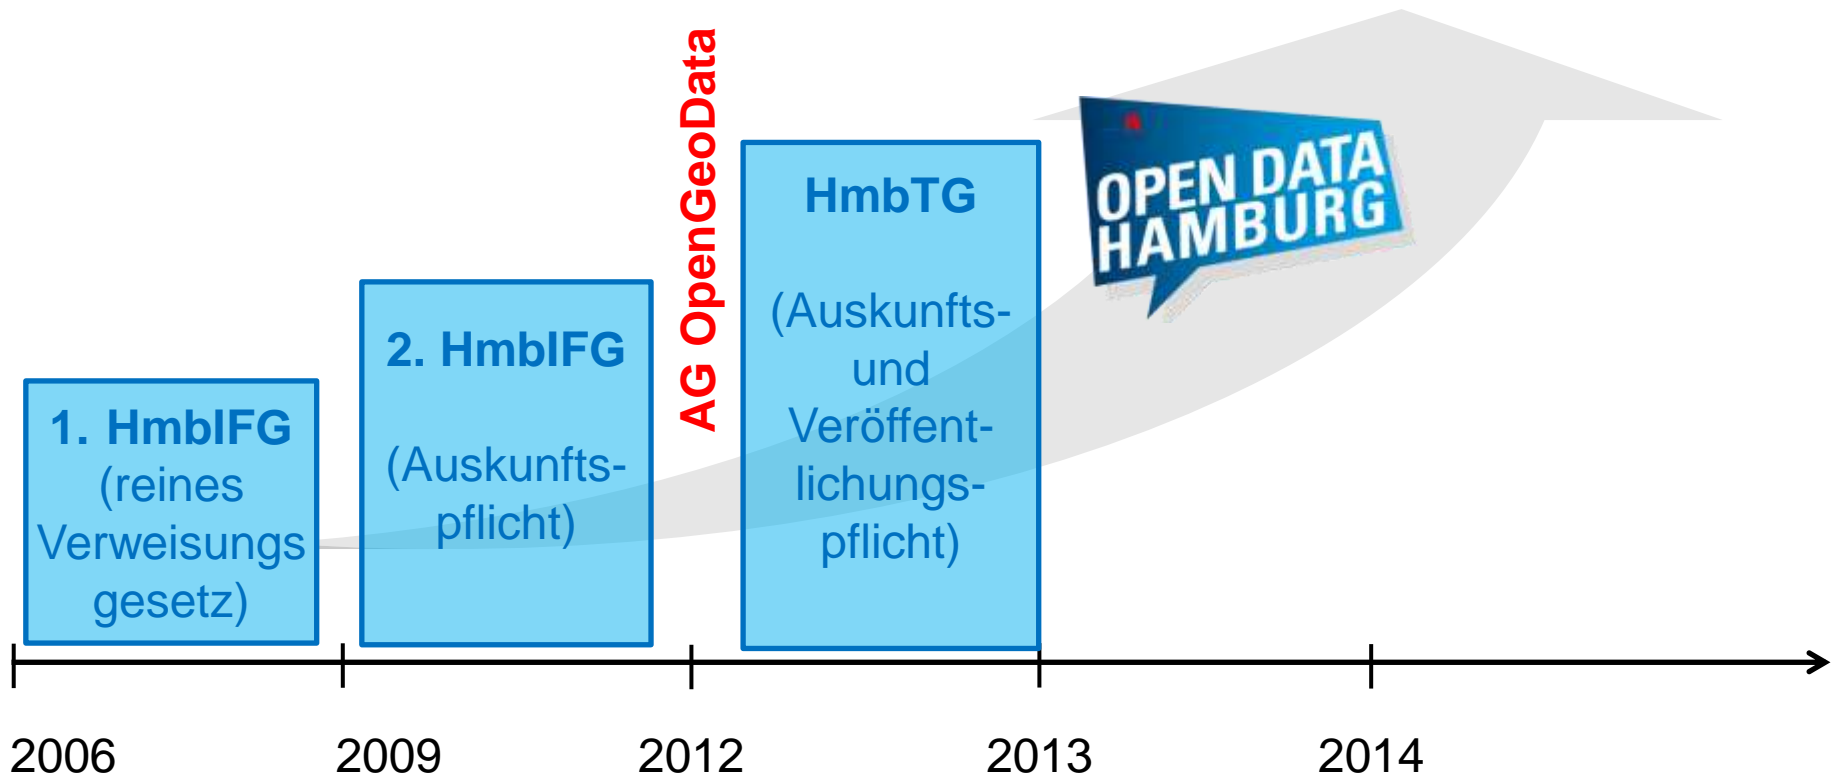 1. HmbIFG
(reines
Verweisungs
gesetz)
2. HmbIFG
(Auskunfts-
pflicht)
AG OpenGeoData
HmbTG
(Auskunfts-
und
Veröffent-
lichungs-
pflicht)
OPEN DATA
HAMBURG
2006
2009
2012
2013
2014